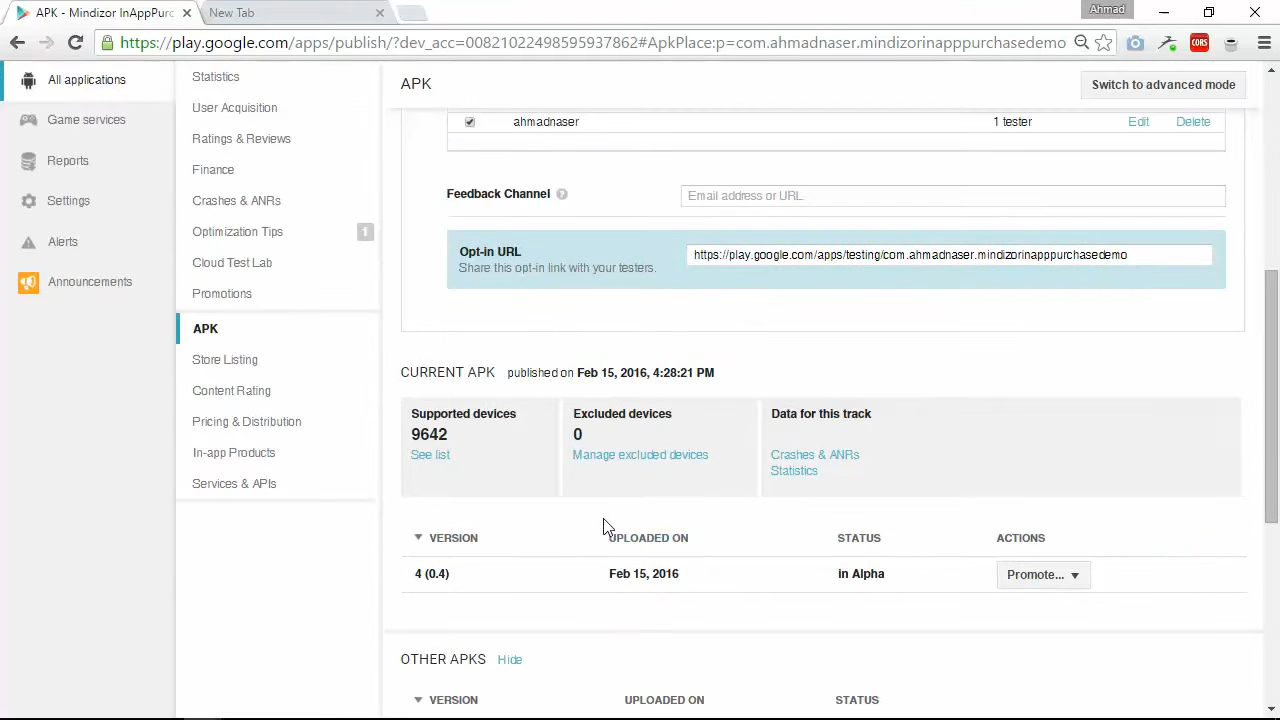 APK - Mindizor InAppPurc
New Tab
Ahmad
https://play.google.com/apps/publish/?dev_acc=00821022498595937862#ApkPlace:p=com.ahmadnaser.mindizorinapppurchasedemo
CORS
All applications
Game services
Reports
Settings
Alerts
Announcements
Statistics
User Acquisition
Ratings & Reviews
Finance
Crashes & ANRs
Optimization Tips 1
Cloud Test Lab
Promotions
APK
Store Listing
Content Rating
Pricing & Distribution
In-app Products
Services & APIs
APK
Switch to advanced mode
ahmadnaser 1 tester Edit Delete
Feedback Channel ? Email address or URL
Opt-in URL
Share this opt-in link with your testers.
https://play.google.com/apps/testing/com.ahmadnaser.mindizorinapppurchasedemo
CURRENT APK published on Feb 15, 2016, 4:28:21 PM
Supported devices
9642
See list
Excluded devices
0
Manage excluded devices
Data for this track
Crashes & ANRs
Statistics
VERSION UPLOADED ON STATUS ACTIONS
4 (0.4) Feb 15, 2016 in Alpha Promote...
OTHER APKS Hide
VERSION UPLOADED ON STATUS